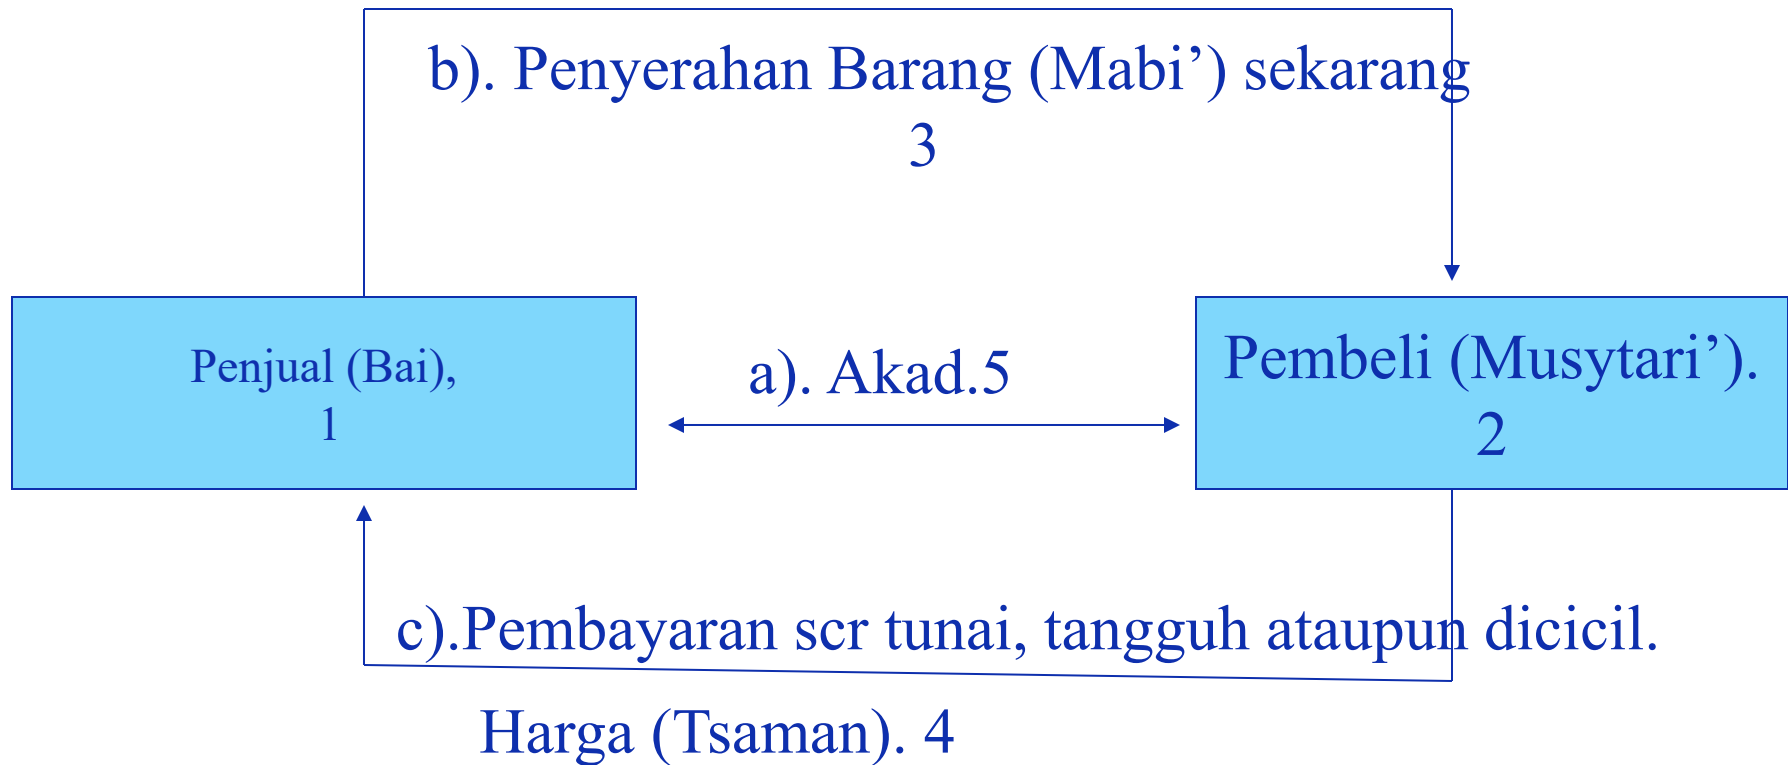 b). Penyerahan Barang (Mabi’) sekarang
3
Penjual (Bai),
1
a). Akad.5
Pembeli (Musytari’).
2
c).Pembayaran scr tunai, tangguh ataupun dicicil.
Harga (Tsaman). 4